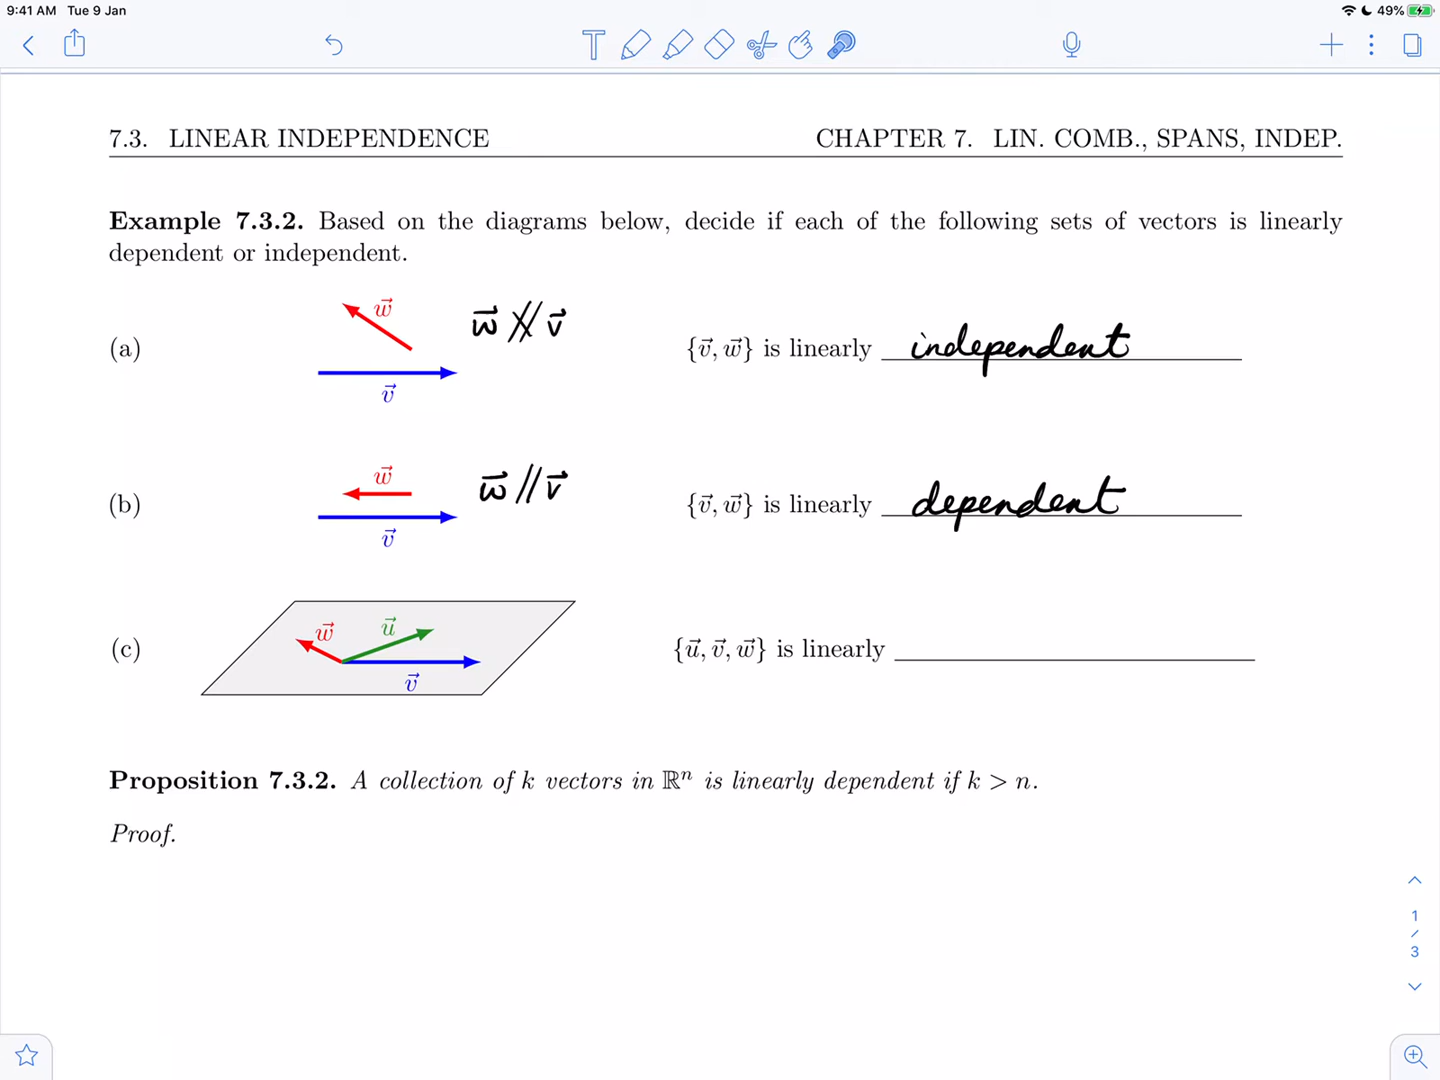 9:41 AM Tue 9 Jan 49%
7.3. LINEAR INDEPENDENCE CHAPTER 7. LIN. COMB., SPANS, INDEP.
Example 7.3.2. Based on the diagrams below, decide if each of the following sets of vectors is linearly
dependent or independent.
(a) w⃗ v⃗ w⃗ ∦ v⃗ {v⃗, w⃗} is linearly independent
(b) w⃗ v⃗ w⃗ // v⃗ {v⃗, w⃗} is linearly dependent
(c) w⃗ u⃗ v⃗ {u⃗, v⃗, w⃗} is linearly
Proposition 7.3.2. A collection of k vectors in ℝⁿ is linearly dependent if k > n.
Proof.
1
/
3